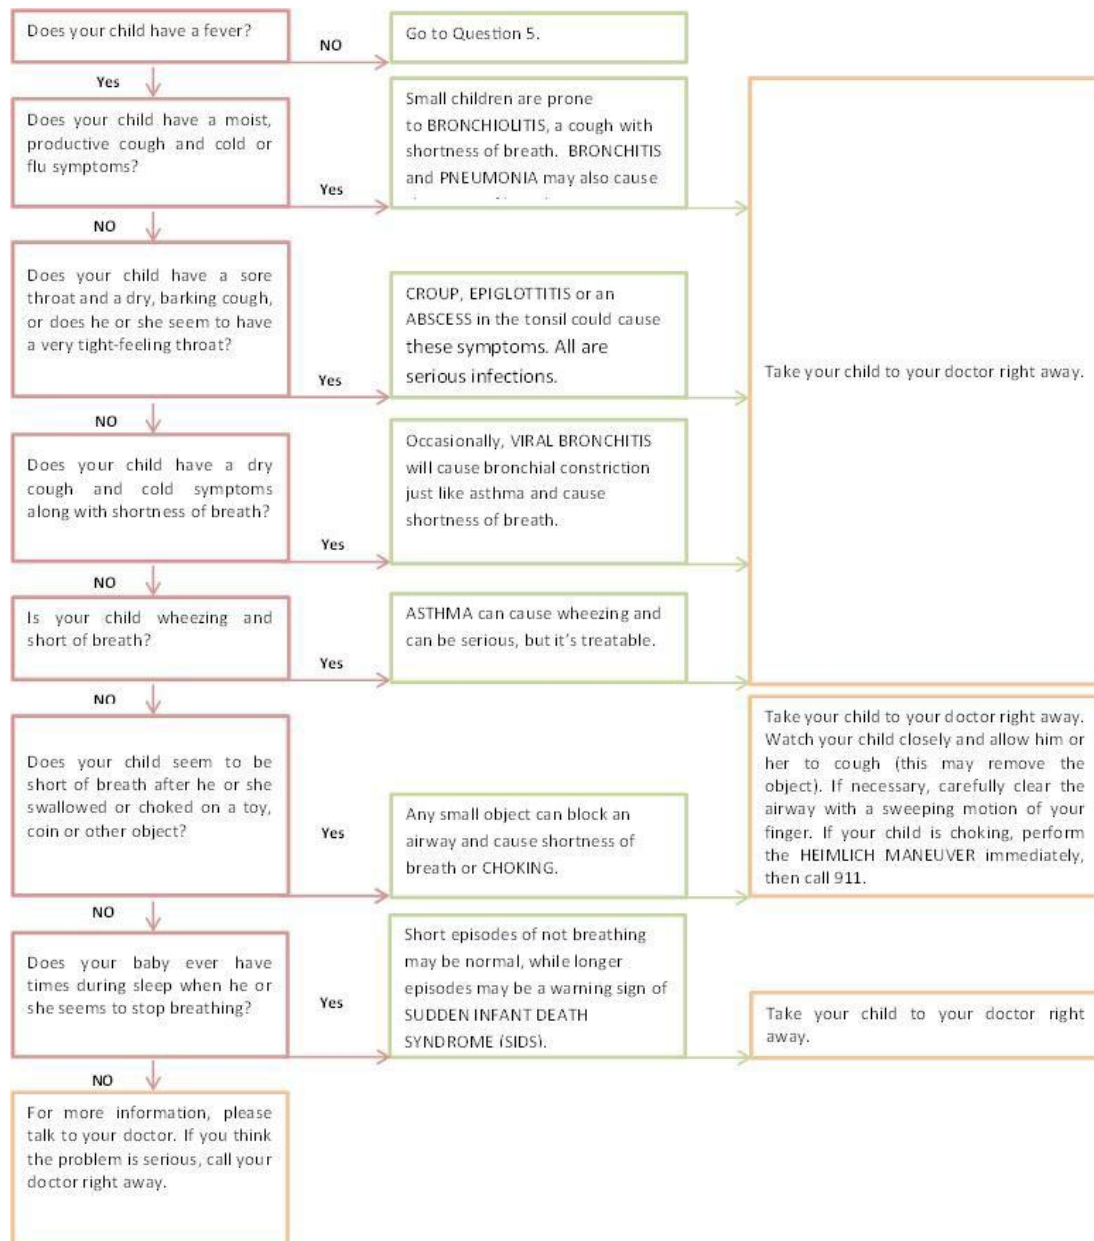 Does your child have a fever?
NO
Go to Question 5.
Yes
Does your child have a moist,
productive cough and cold or
flu symptoms?
Yes
Small children are prone
to BRONCHIOLITIS, a cough with
shortness of breath. BRONCHITIS
and PNEUMONIA may also cause
NO
Does your child have a sore
throat and a dry, barking cough,
or does he or she seem to have
a very tight-feeling throat?
Yes
CROUP, EPIGLOTTITIS or an
ABSCESS in the tonsil could cause
these symptoms. All are
serious infections.
Take your child to your doctor right away.
NO
Does your child have a dry
cough and cold symptoms
along with shortness of breath?
Yes
Occasionally, VIRAL BRONCHITIS
will cause bronchial constriction
just like asthma and cause
shortness of breath.
NO
Is your child wheezing and
short of breath?
Yes
ASTHMA can cause wheezing and
can be serious, but it's treatable.
NO
Does your child seem to be
short of breath after he or she
swallowed or choked on a toy,
coin or other object?
Yes
Any small object can block an
airway and cause shortness of
breath or CHOKING.
Take your child to your doctor right away.
Watch your child closely and allow him or
her to cough (this may remove the
object). If necessary, carefully clear the
airway with a sweeping motion of your
finger. If your child is choking, perform
the HEIMLICH MANEUVER immediately,
then call 911.
NO
Does your baby ever have
times during sleep when he or
she seems to stop breathing?
Yes
Short episodes of not breathing
may be normal, while longer
episodes may be a warning sign of
SUDDEN INFANT DEATH
SYNDROME (SIDS).
Take your child to your doctor right
away.
NO
For more information, please
talk to your doctor. If you think
the problem is serious, call your
doctor right away.